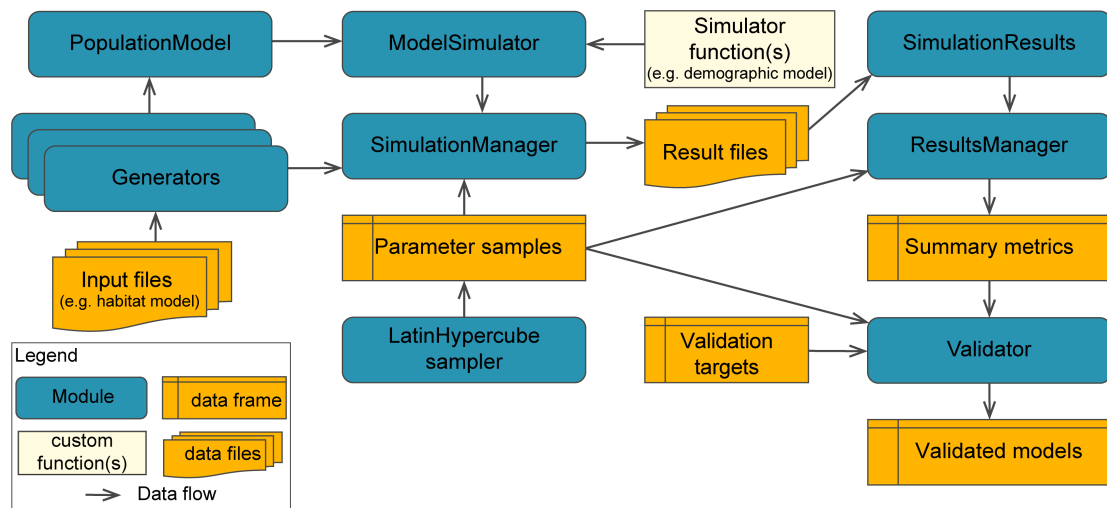 PopulationModel
ModelSimulator
Simulator
function(s)
(e.g. demographic model)
SimulationResults
Generators
SimulationManager
Result files
ResultsManager
Input files
(e.g. habitat model)
Parameter samples
Summary metrics
LatinHypercube
sampler
Validation
targets
Validator
Validated models
Legend
Module
data frame
custom
function(s)
data files
Data flow